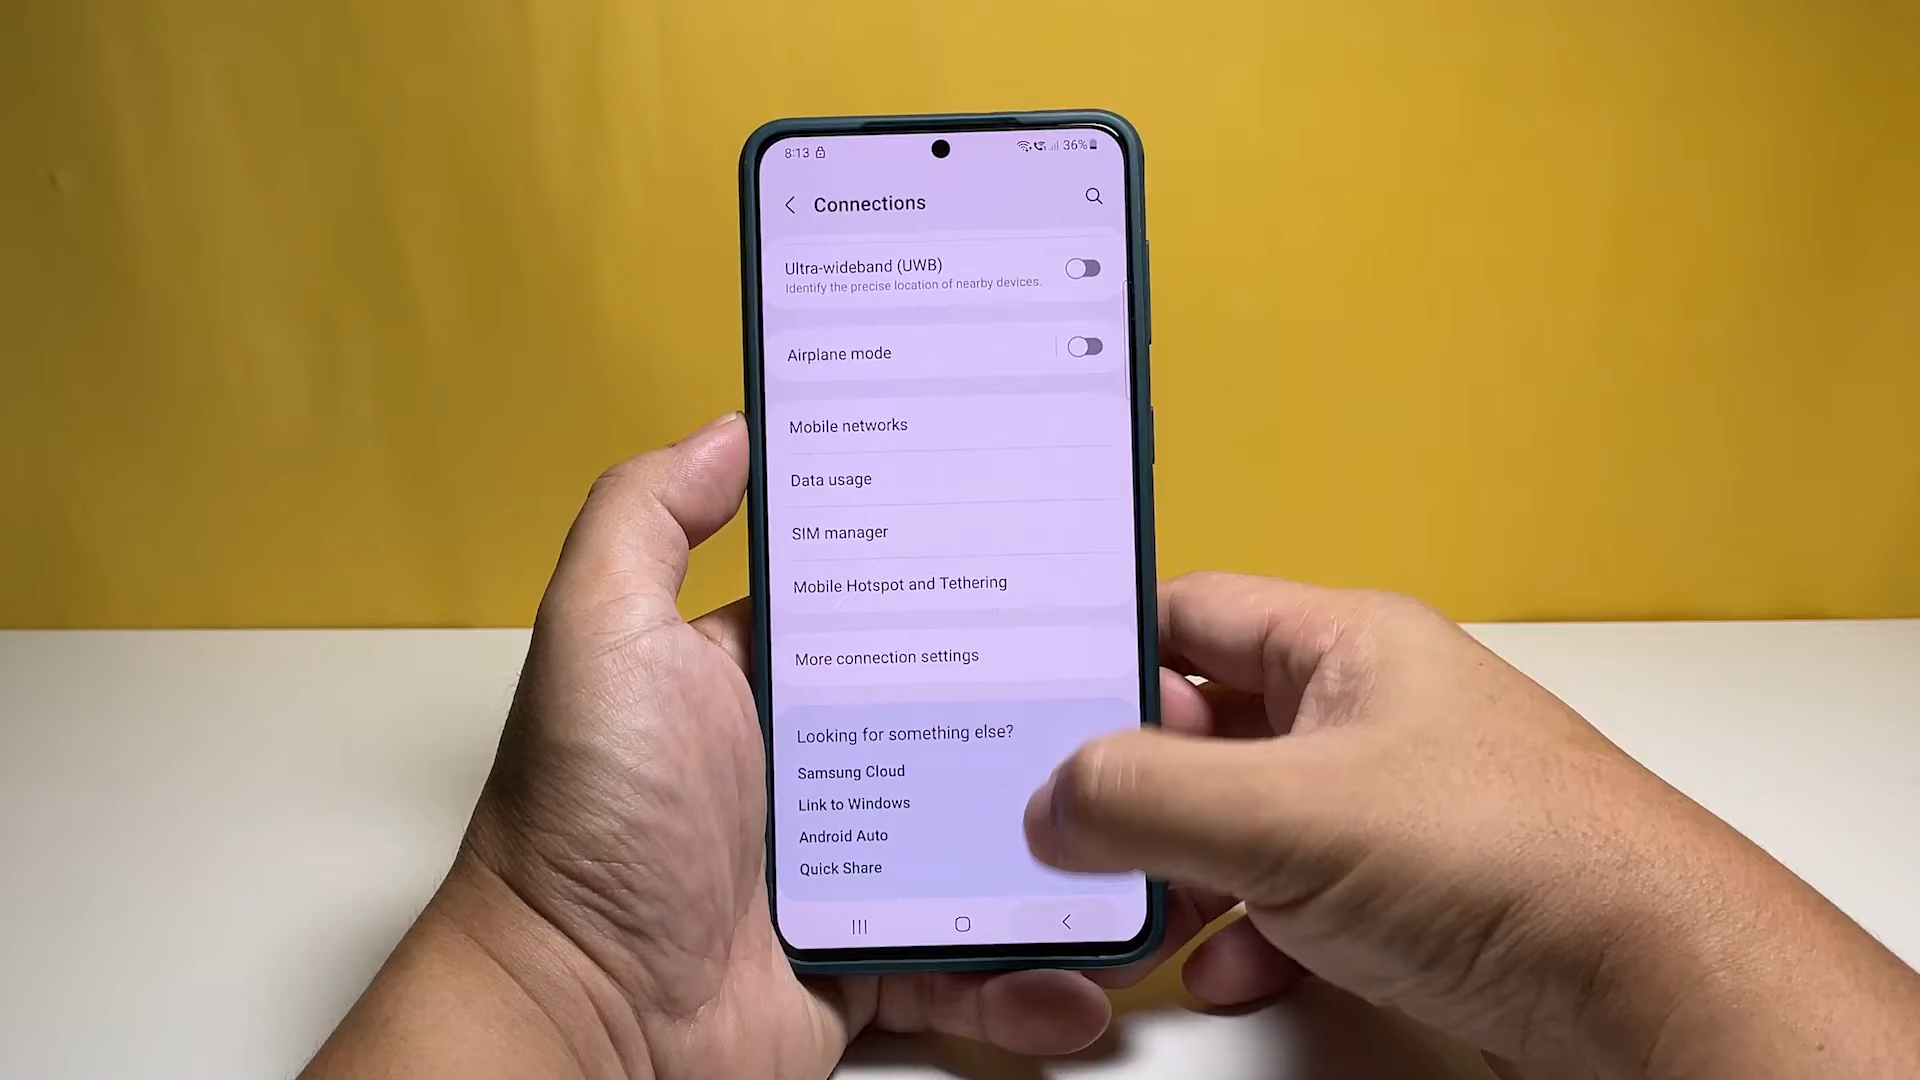 8:13
36%
Connections
Ultra-wideband (UWB)
Identify the precise location of nearby devices.
Airplane mode
Mobile networks
Data usage
SIM manager
Mobile Hotspot and Tethering
More connection settings
Looking for something else?
Samsung Cloud
Link to Windows
Android Auto
Quick Share